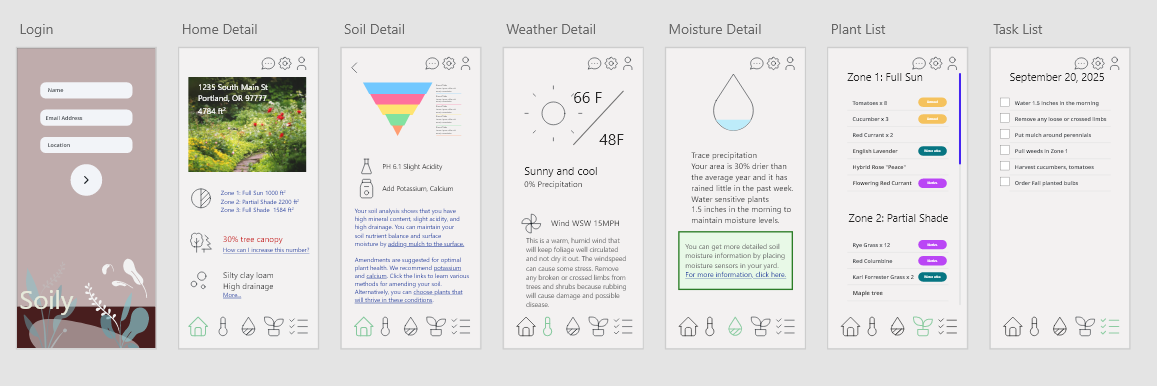 Login
Home Detail
Soil Detail
Weather Detail
Moisture Detail
Plant List
Task List
Name
Email Address
Location
Soily
1235 South Main St
Portland, OR 97777
4784 ft²
Zone 1: Full Sun 1000 ft²
Zone 2: Partial Shade 2200 ft²
Zone 3: Full Shade 1584 ft²
30% tree canopy
How can I increase this number?
Silty clay loam
High drainage
More...
PH 6.1 Slight Acidity
Add Potassium, Calcium
Your soil analysis shows that you have
high mineral content, slight acidity, and
high drainage. You can maintain your
soil nutrient balance and surface
moisture by adding mulch to the surface.
Amendments are suggested for optimal
plant health. We recommend potassium
and calcium. Click the links to learn various
methods for amending your soil.
Alternatively, you can choose plants that
will thrive in these conditions.
66 F
48F
Sunny and cool
0% Precipitation
Wind WSW 15MPH
This is a warm, humid wind that
will keep foliage well circulated
and not dry it out. The windspeed
can cause some stress. Remove
any broken or crossed limbs from
trees and shrubs because rubbing
will cause damage and possible
disease.
Trace precipitation
Your area is 30% drier than
the average year and it has
rained little in the past week.
Water sensitive plants
1.5 inches in the morning to
maintain moisture levels.
You can get more detailed soil
moisture information by placing
moisture sensors in your yard.
For more information, click here.
Zone 1: Full Sun
Tomatoes x 8
Cucumber x 3
Red Currant x 2
English Lavender
Hybrid Rose "Peace"
Flowering Red Currant
Zone 2: Partial Shade
Rye Grass x 12
Red Columbine
Karl Forrester Grass x 2
Maple tree
September 20, 2025
Water 1.5 inches in the morning
Remove any loose or crossed limbs
Put mulch around perennials
Pull weeds in Zone 1
Harvest cucumbers, tomatoes
Order Fall planted bulbs